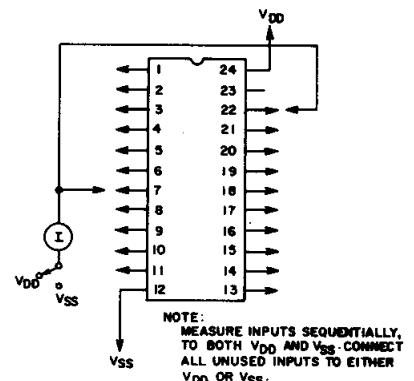 VDD
1 24
2 23
3 22
4 21
5 20
6 19
7 18
8 17
9 16
10 15
11 14
12 13
I
VDD
VSS
VSS
NOTE:
MEASURE INPUTS SEQUENTIALLY,
TO BOTH VDD AND VSS. CONNECT
ALL UNUSED INPUTS TO EITHER
VDD OR VSS.